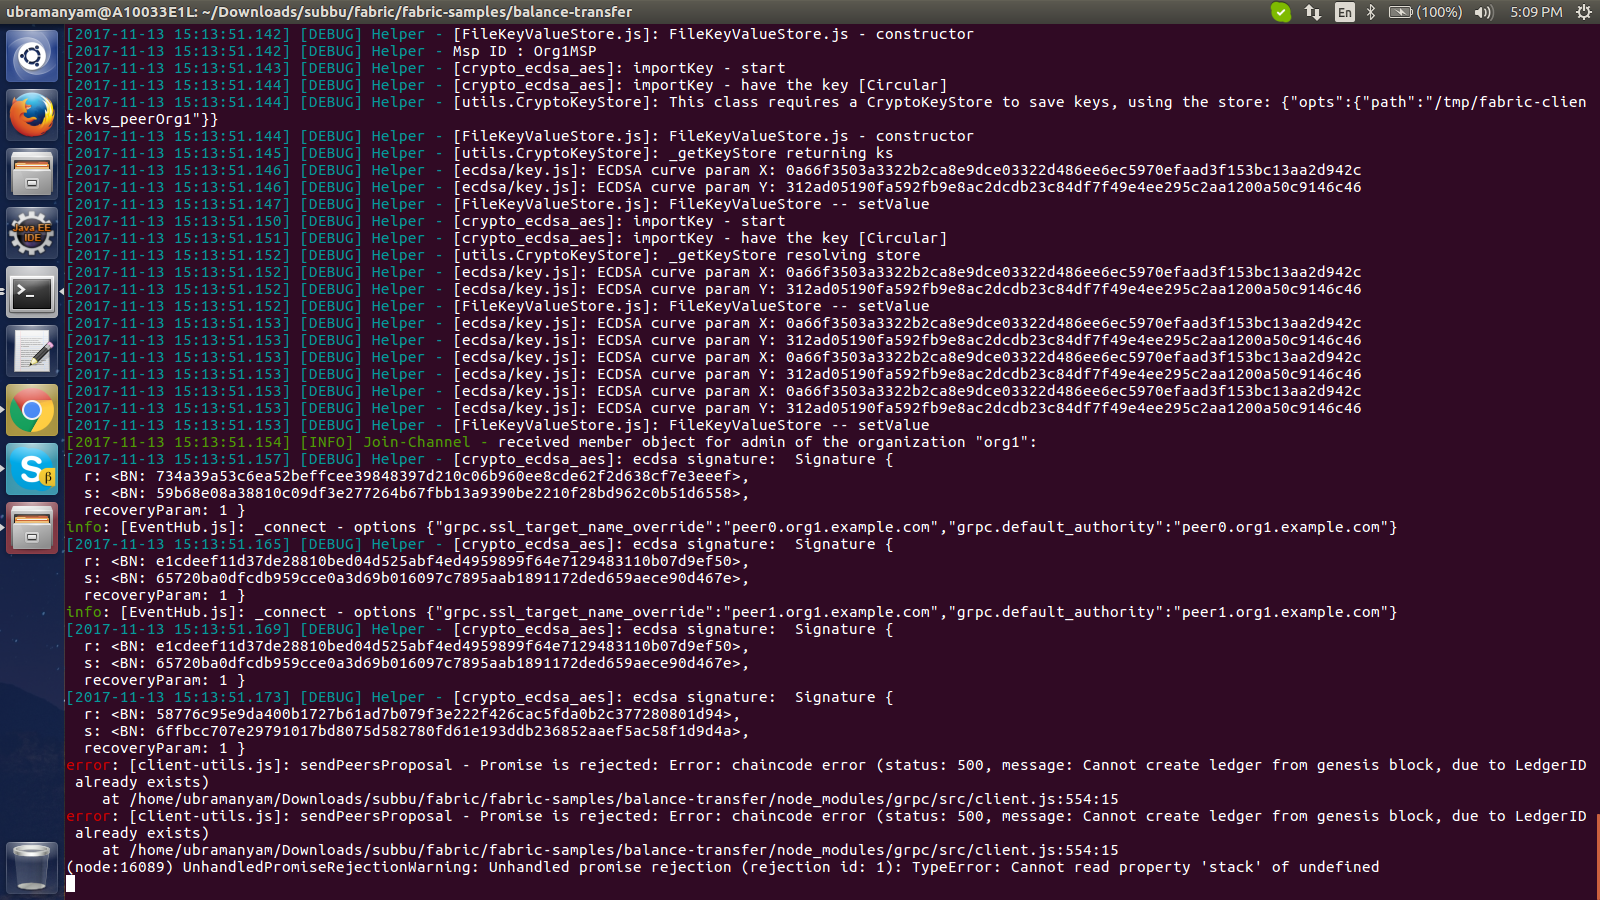 ubramanyam@A10033E1L: ~/Downloads/subbu/fabric/fabric-samples/balance-transfer
En (100%) 5:09 PM
[2017-11-13 15:13:51.142] [DEBUG] Helper - [FileKeyValueStore.js]: FileKeyValueStore.js - constructor
[2017-11-13 15:13:51.142] [DEBUG] Helper - Msp ID : Org1MSP
[2017-11-13 15:13:51.143] [DEBUG] Helper - [crypto_ecdsa_aes]: importKey - start
[2017-11-13 15:13:51.144] [DEBUG] Helper - [crypto_ecdsa_aes]: importKey - have the key [Circular]
[2017-11-13 15:13:51.144] [DEBUG] Helper - [utils.CryptoKeyStore]: This class requires a CryptoKeyStore to save keys, using the store: {"opts":{"path":"/tmp/fabric-clien
t-kvs_peerOrg1"}}
[2017-11-13 15:13:51.144] [DEBUG] Helper - [FileKeyValueStore.js]: FileKeyValueStore.js - constructor
[2017-11-13 15:13:51.145] [DEBUG] Helper - [utils.CryptoKeyStore]: _getKeyStore returning ks
[2017-11-13 15:13:51.146] [DEBUG] Helper - [ecdsa/key.js]: ECDSA curve param X: 0a66f3503a3322b2ca8e9dce03322d486ee6ec5970efaad3f153bc13aa2d942c
[2017-11-13 15:13:51.146] [DEBUG] Helper - [ecdsa/key.js]: ECDSA curve param Y: 312ad05190fa592fb9e8ac2dcdb23c84df7f49e4ee295c2aa1200a50c9146c46
[2017-11-13 15:13:51.147] [DEBUG] Helper - [FileKeyValueStore.js]: FileKeyValueStore -- setValue
[2017-11-13 15:13:51.150] [DEBUG] Helper - [crypto_ecdsa_aes]: importKey - start
[2017-11-13 15:13:51.151] [DEBUG] Helper - [crypto_ecdsa_aes]: importKey - have the key [Circular]
[2017-11-13 15:13:51.152] [DEBUG] Helper - [utils.CryptoKeyStore]: _getKeyStore resolving store
[2017-11-13 15:13:51.152] [DEBUG] Helper - [ecdsa/key.js]: ECDSA curve param X: 0a66f3503a3322b2ca8e9dce03322d486ee6ec5970efaad3f153bc13aa2d942c
[2017-11-13 15:13:51.152] [DEBUG] Helper - [ecdsa/key.js]: ECDSA curve param Y: 312ad05190fa592fb9e8ac2dcdb23c84df7f49e4ee295c2aa1200a50c9146c46
[2017-11-13 15:13:51.152] [DEBUG] Helper - [FileKeyValueStore.js]: FileKeyValueStore -- setValue
[2017-11-13 15:13:51.153] [DEBUG] Helper - [ecdsa/key.js]: ECDSA curve param X: 0a66f3503a3322b2ca8e9dce03322d486ee6ec5970efaad3f153bc13aa2d942c
[2017-11-13 15:13:51.153] [DEBUG] Helper - [ecdsa/key.js]: ECDSA curve param Y: 312ad05190fa592fb9e8ac2dcdb23c84df7f49e4ee295c2aa1200a50c9146c46
[2017-11-13 15:13:51.153] [DEBUG] Helper - [ecdsa/key.js]: ECDSA curve param X: 0a66f3503a3322b2ca8e9dce03322d486ee6ec5970efaad3f153bc13aa2d942c
[2017-11-13 15:13:51.153] [DEBUG] Helper - [ecdsa/key.js]: ECDSA curve param Y: 312ad05190fa592fb9e8ac2dcdb23c84df7f49e4ee295c2aa1200a50c9146c46
[2017-11-13 15:13:51.153] [DEBUG] Helper - [ecdsa/key.js]: ECDSA curve param X: 0a66f3503a3322b2ca8e9dce03322d486ee6ec5970efaad3f153bc13aa2d942c
[2017-11-13 15:13:51.153] [DEBUG] Helper - [ecdsa/key.js]: ECDSA curve param Y: 312ad05190fa592fb9e8ac2dcdb23c84df7f49e4ee295c2aa1200a50c9146c46
[2017-11-13 15:13:51.153] [DEBUG] Helper - [FileKeyValueStore.js]: FileKeyValueStore -- setValue
[2017-11-13 15:13:51.154] [INFO] Join-Channel - received member object for admin of the organization "org1":
[2017-11-13 15:13:51.157] [DEBUG] Helper - [crypto_ecdsa_aes]: ecdsa signature:  Signature {
  r: <BN: 734a39a53c6ea52beffcee39848397d210c06b960ee8cde62f2d638cf7e3eeef>,
  s: <BN: 59b68e08a38810c09df3e277264b67fbb13a9390be2210f28bd962c0b51d6558>,
  recoveryParam: 1 }
info: [EventHub.js]: _connect - options {"grpc.ssl_target_name_override":"peer0.org1.example.com","grpc.default_authority":"peer0.org1.example.com"}
[2017-11-13 15:13:51.165] [DEBUG] Helper - [crypto_ecdsa_aes]: ecdsa signature:  Signature {
  r: <BN: e1cdeef11d37de28810bed04d525abf4ed4959899f64e7129483110b07d9ef50>,
  s: <BN: 65720ba0dfcdb959cce0a3d69b016097c7895aab1891172ded659aece90d467e>,
  recoveryParam: 1 }
info: [EventHub.js]: _connect - options {"grpc.ssl_target_name_override":"peer1.org1.example.com","grpc.default_authority":"peer1.org1.example.com"}
[2017-11-13 15:13:51.169] [DEBUG] Helper - [crypto_ecdsa_aes]: ecdsa signature:  Signature {
  r: <BN: e1cdeef11d37de28810bed04d525abf4ed4959899f64e7129483110b07d9ef50>,
  s: <BN: 65720ba0dfcdb959cce0a3d69b016097c7895aab1891172ded659aece90d467e>,
  recoveryParam: 1 }
[2017-11-13 15:13:51.173] [DEBUG] Helper - [crypto_ecdsa_aes]: ecdsa signature:  Signature {
  r: <BN: 58776c95e9da400b1727b61ad7b079f3e222f426cac5fda0b2c377280801d94>,
  s: <BN: 6ffbcc707e29791017bd8075d582780fd61e193ddb236852aaef5ac58f1d9d4a>,
  recoveryParam: 1 }
error: [client-utils.js]: sendPeersProposal - Promise is rejected: Error: chaincode error (status: 500, message: Cannot create ledger from genesis block, due to LedgerID
 already exists)
    at /home/ubramanyam/Downloads/subbu/fabric/fabric-samples/balance-transfer/node_modules/grpc/src/client.js:554:15
error: [client-utils.js]: sendPeersProposal - Promise is rejected: Error: chaincode error (status: 500, message: Cannot create ledger from genesis block, due to LedgerID
 already exists)
    at /home/ubramanyam/Downloads/subbu/fabric/fabric-samples/balance-transfer/node_modules/grpc/src/client.js:554:15
(node:16089) UnhandledPromiseRejectionWarning: Unhandled promise rejection (rejection id: 1): TypeError: Cannot read property 'stack' of undefined
Java EE
IDE
S β